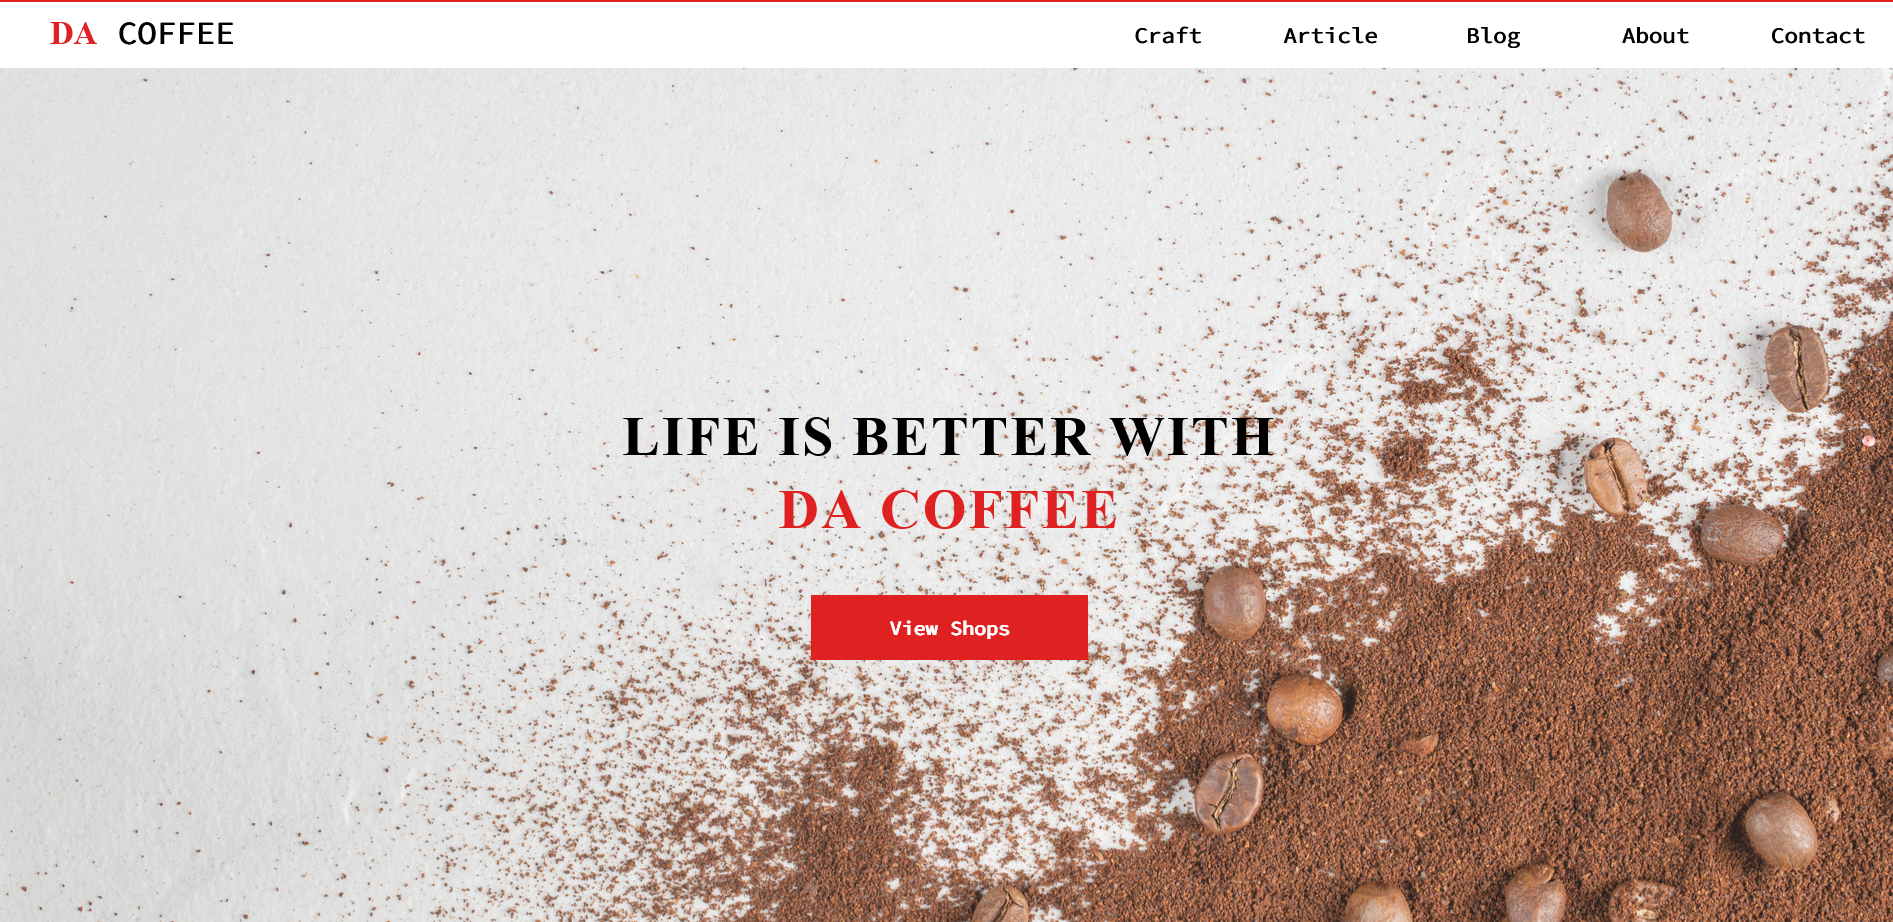 DA COFFEE
Craft Article Blog About Contact
LIFE IS BETTER WITH
DA COFFEE
View Shops